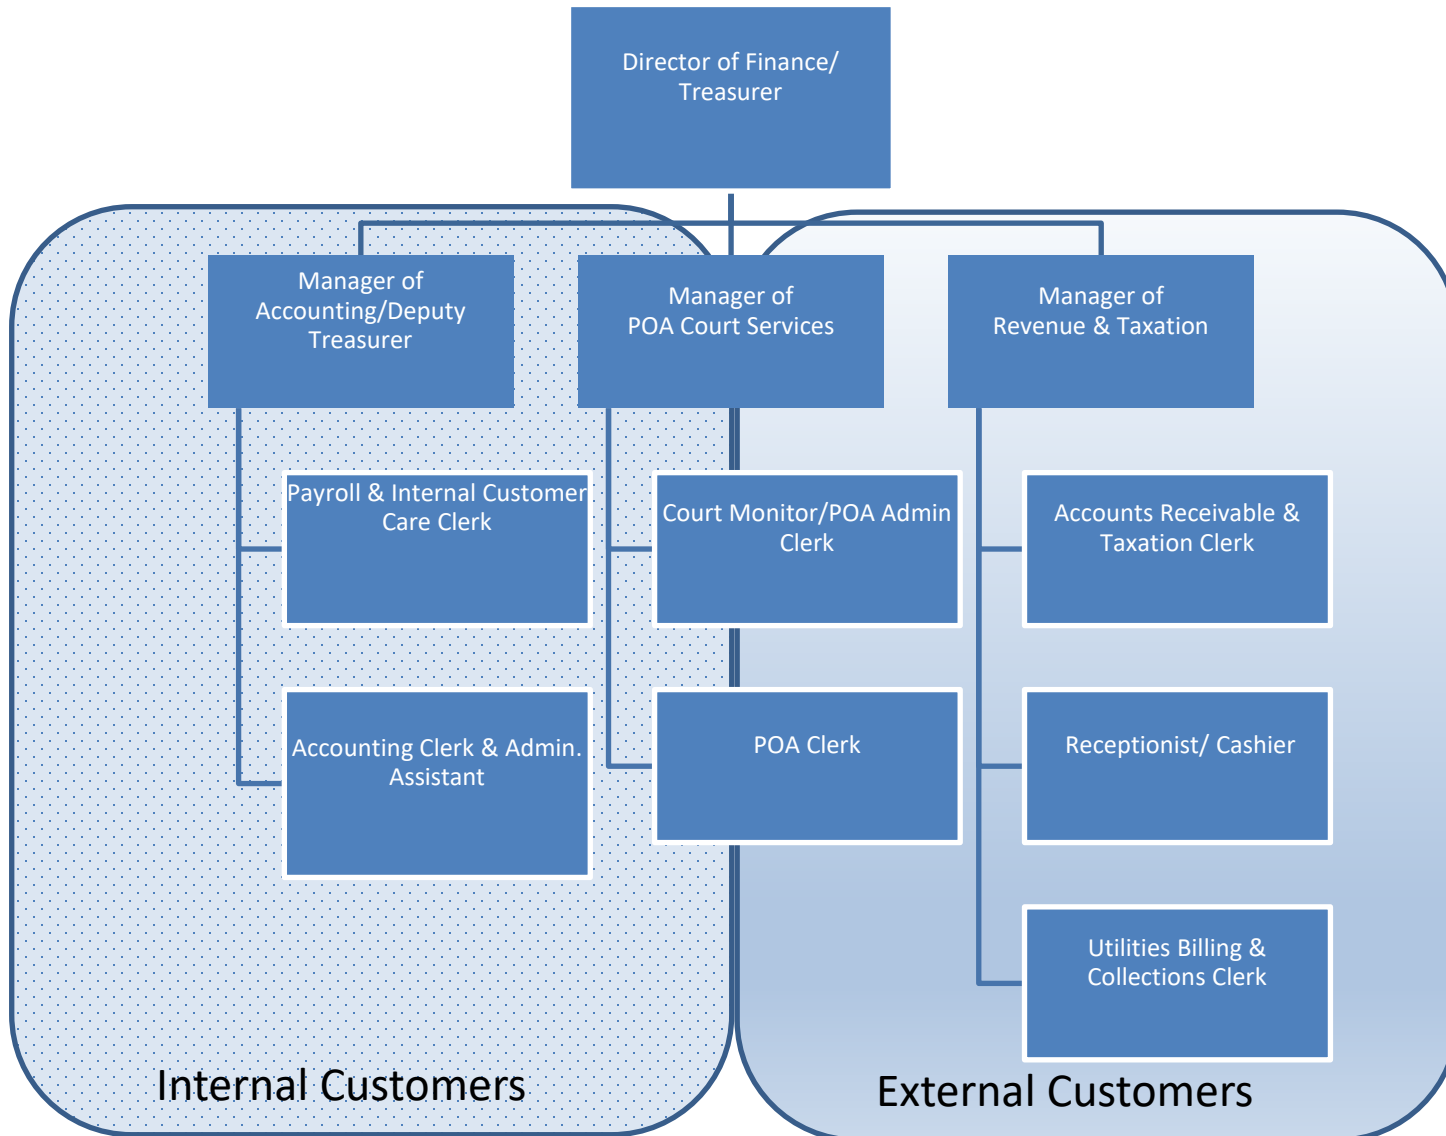 Director of Finance/
Treasurer
Manager of
Accounting/Deputy
Treasurer
Manager of
POA Court Services
Manager of
Revenue & Taxation
Payroll & Internal Customer
Care Clerk
Court Monitor/POA Admin
Clerk
Accounts Receivable &
Taxation Clerk
Accounting Clerk & Admin.
Assistant
POA Clerk
Receptionist/ Cashier
Utilities Billing &
Collections Clerk
Internal Customers
External Customers